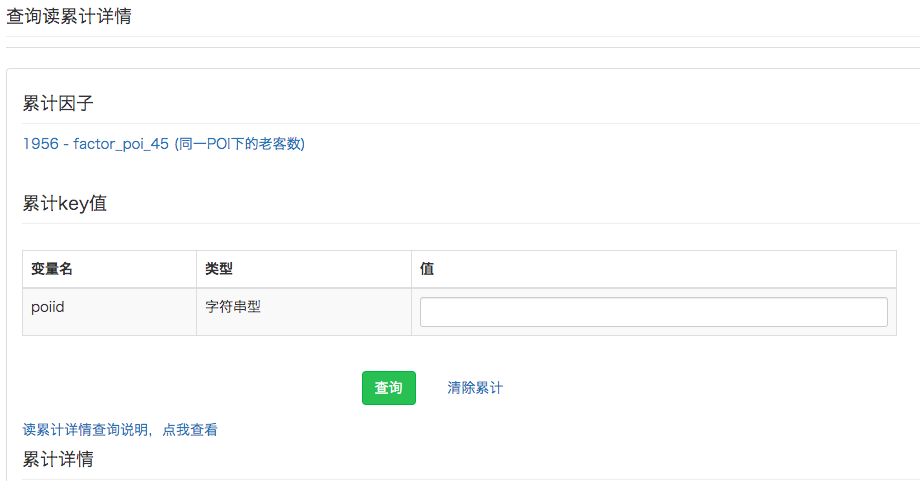 查询读累计详情
累计因子
1956 - factor_poi_45 (同一POI下的老客数)
累计key值
变量名 类型 值
poiid 字符串型
查询 清除累计
读累计详情查询说明，点我查看
累计详情